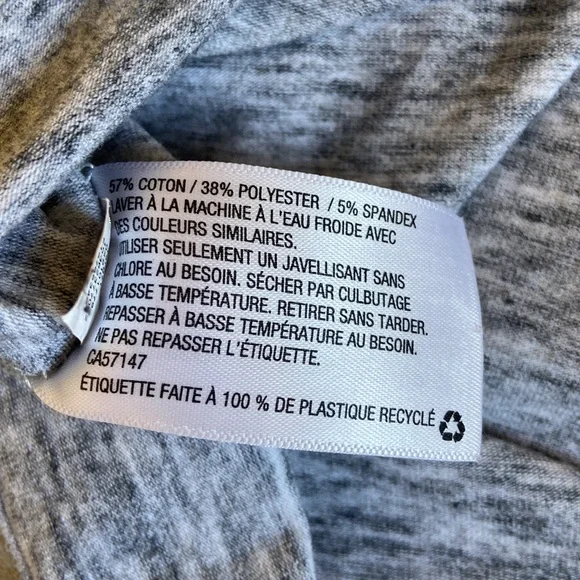 57% COTON / 38% POLYESTER / 5% SPANDEX
LAVER À LA MACHINE À L'EAU FROIDE AVEC
DES COULEURS SIMILAIRES.
UTILISER SEULEMENT UN JAVELLISANT SANS
CHLORE AU BESOIN. SÉCHER PAR CULBUTAGE
À BASSE TEMPÉRATURE. RETIRER SANS TARDER.
REPASSER À BASSE TEMPÉRATURE AU BESOIN.
NE PAS REPASSER L'ÉTIQUETTE.
CA57147
ÉTIQUETTE FAITE À 100 % DE PLASTIQUE RECYCLÉ